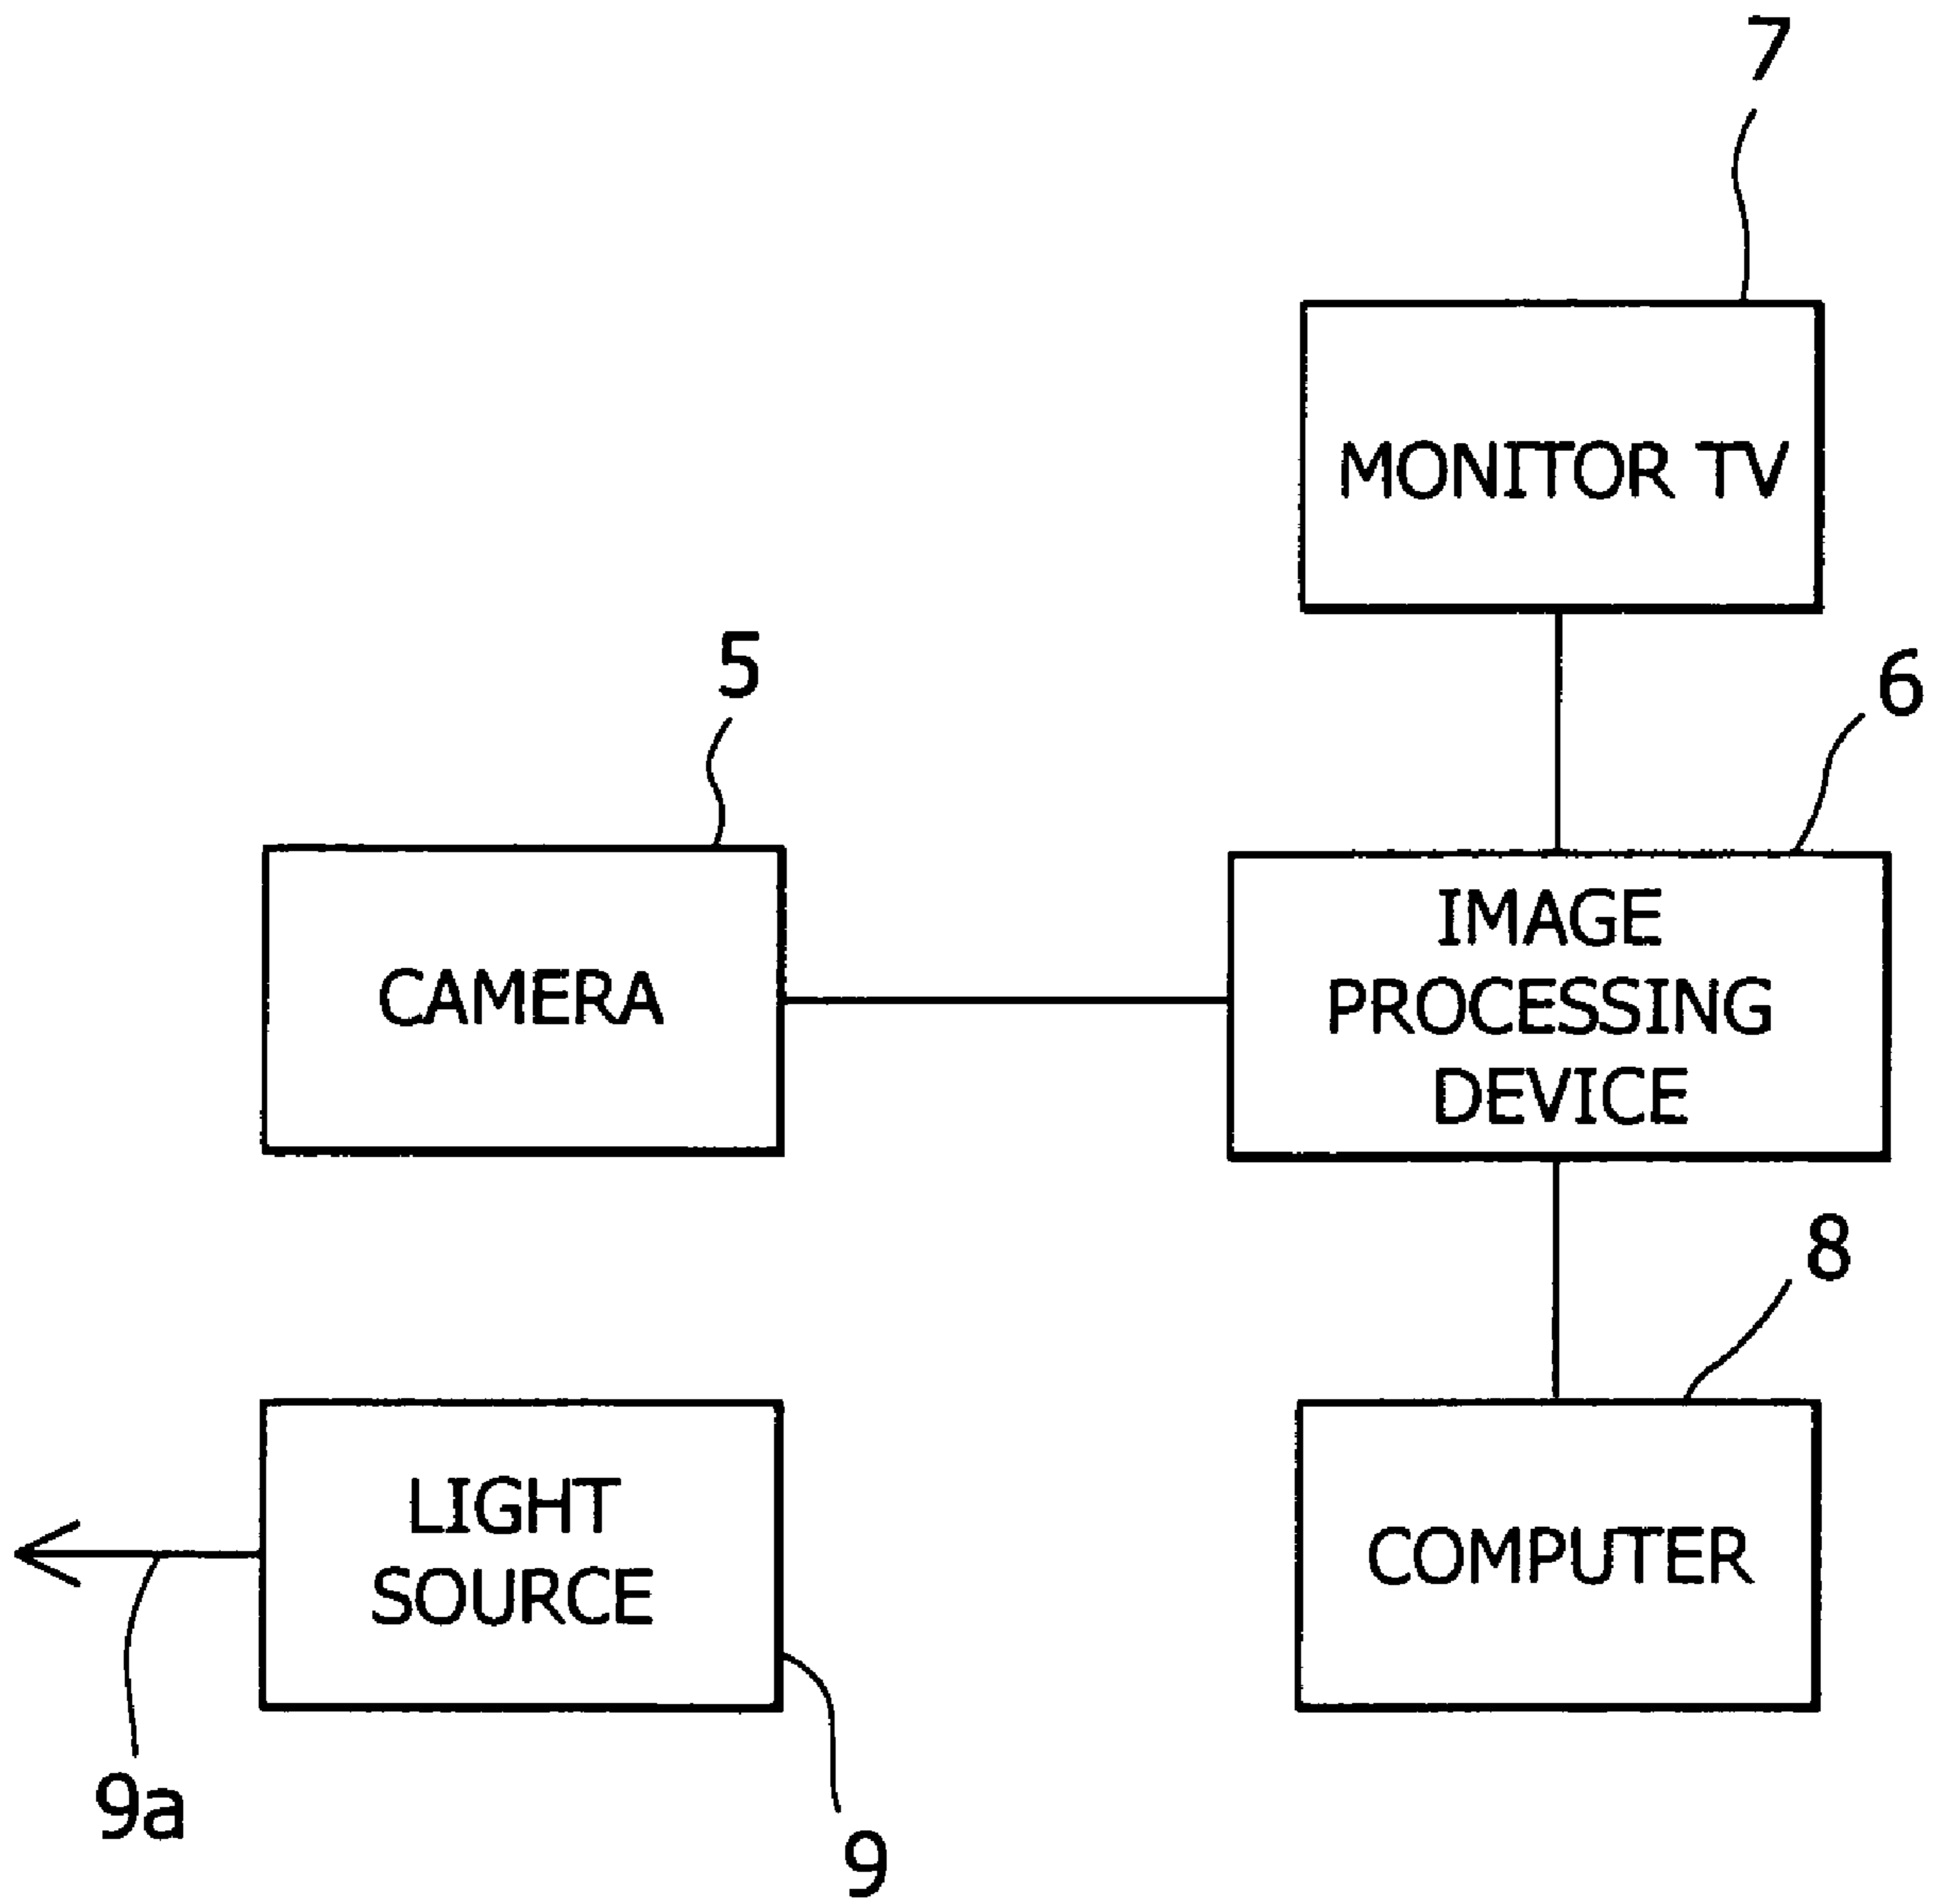 7
MONITOR TV
5
6
CAMERA
IMAGE
PROCESSING
DEVICE
8
LIGHT
SOURCE
COMPUTER
9a
9